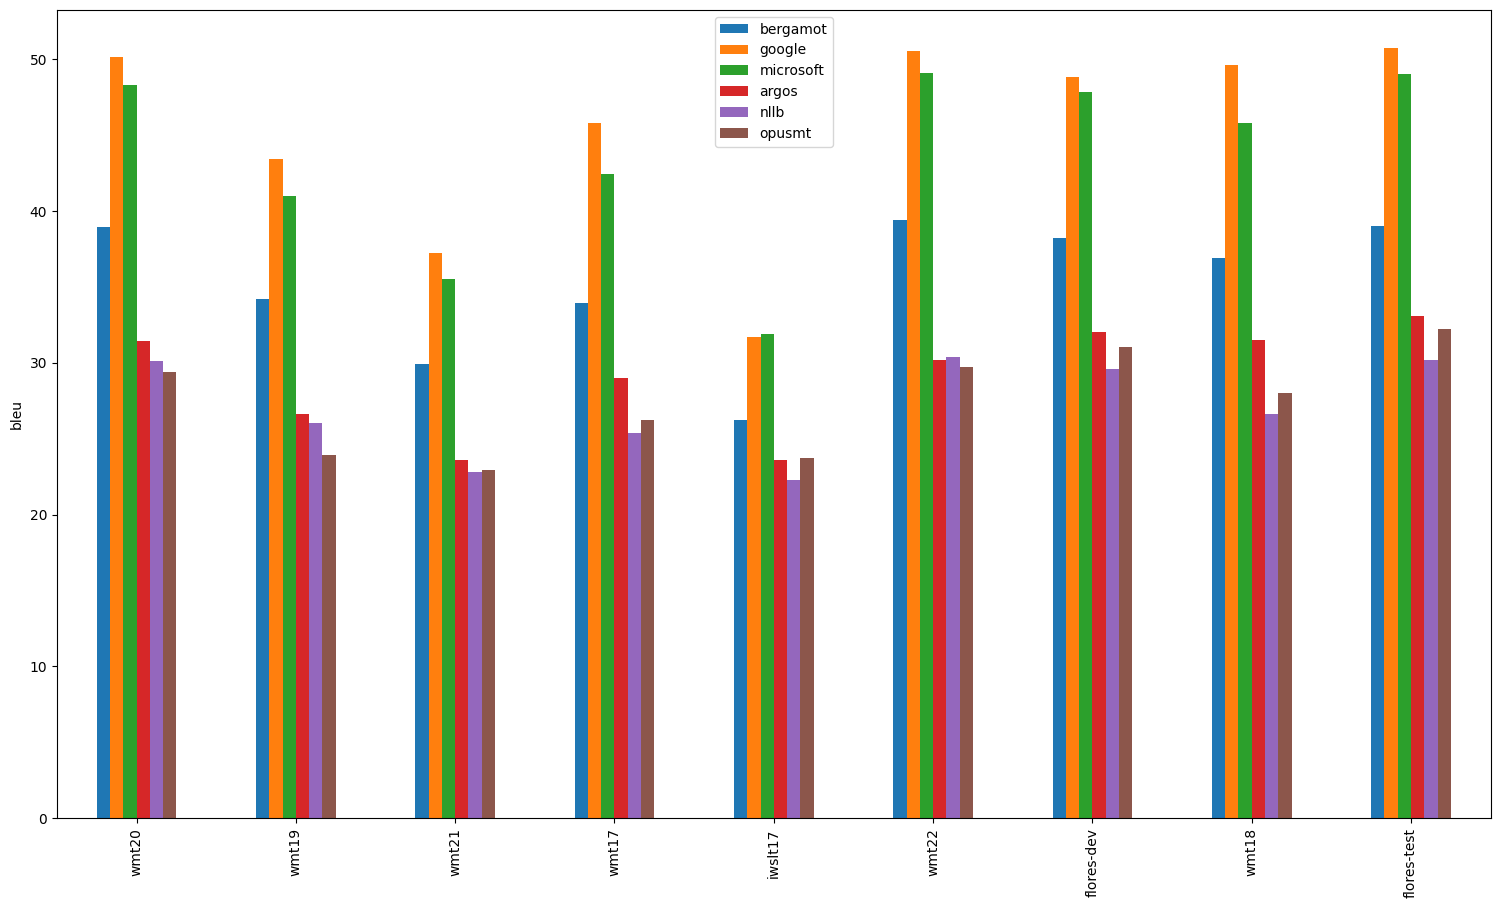 bergamot
google
microsoft
argos
nllb
opusmt
bleu
50
40
30
20
10
0
wmt20
wmt19
wmt21
wmt17
iwslt17
wmt22
flores-dev
wmt18
flores-test